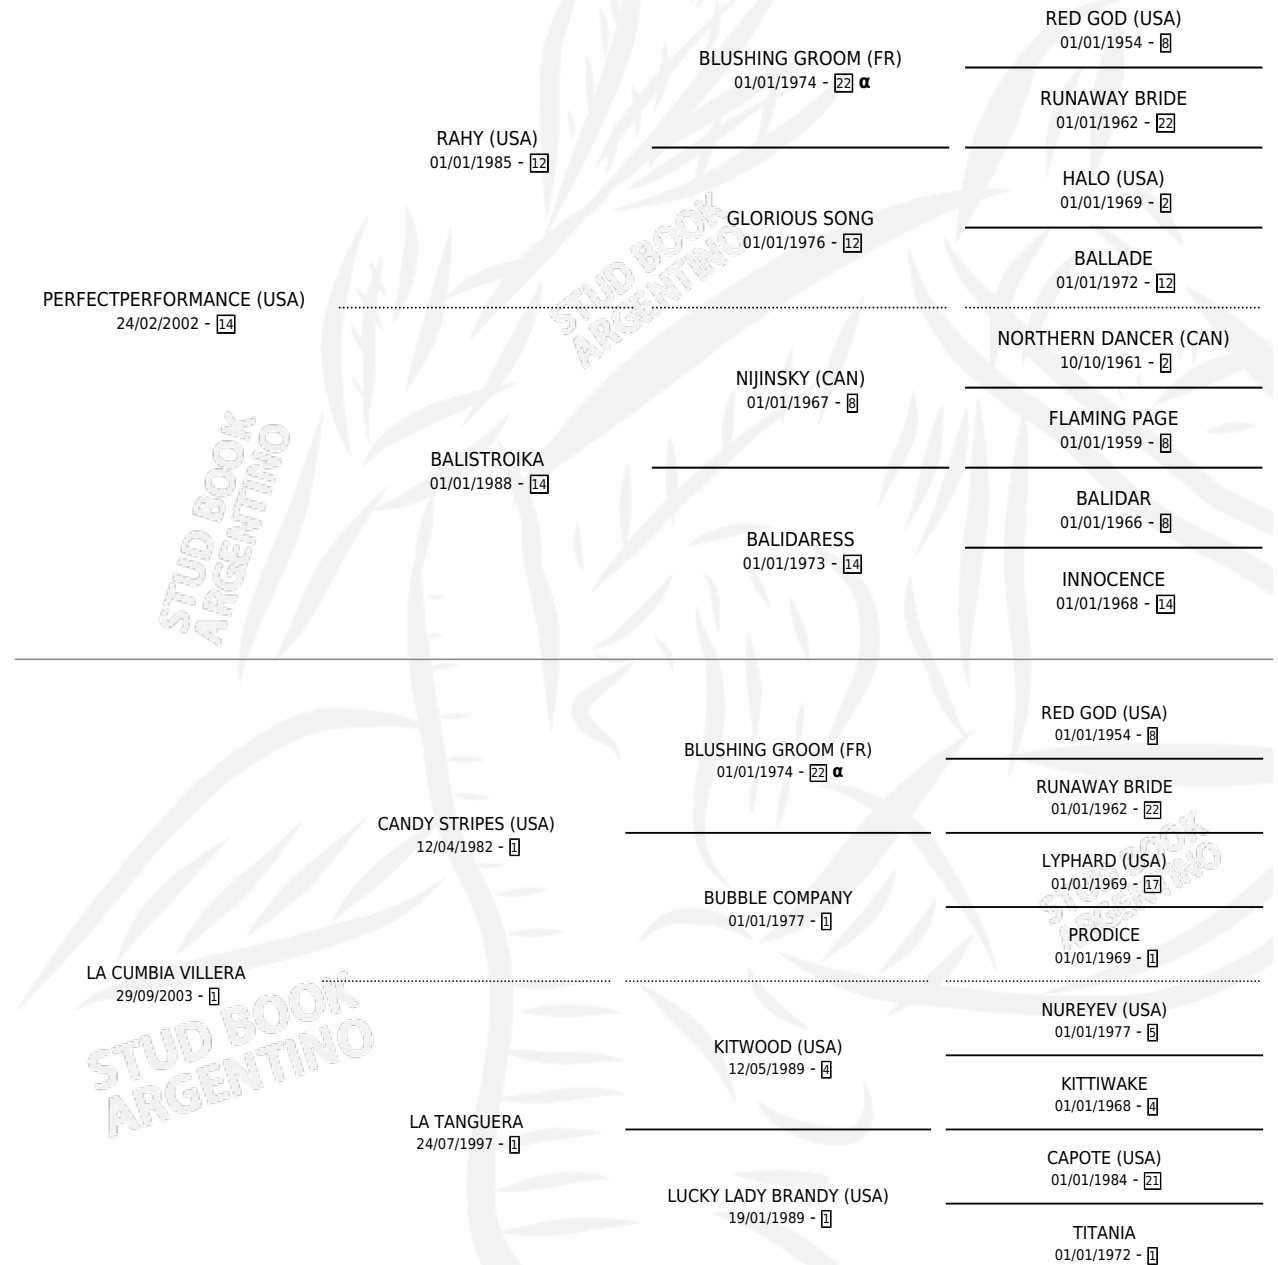 RED GOD (USA)
01/01/1954 - 8
BLUSHING GROOM (FR)
01/01/1974 - 22 α
RUNAWAY BRIDE
01/01/1962 - 22
RAHY (USA)
01/01/1985 - 12
HALO (USA)
01/01/1969 - 2
GLORIOUS SONG
01/01/1976 - 12
BALLADE
01/01/1972 - 12
PERFECTPERFORMANCE (USA)
24/02/2002 - 14
NORTHERN DANCER (CAN)
10/10/1961 - 2
NIJINSKY (CAN)
01/01/1967 - 8
FLAMING PAGE
01/01/1959 - 8
BALISTROIKA
01/01/1988 - 14
BALIDAR
01/01/1966 - 8
BALIDARESS
01/01/1973 - 14
INNOCENCE
01/01/1968 - 14
STUD BOOK
ARGENTINO
STUD BOOK
ARGENTINO
RED GOD (USA)
01/01/1954 - 8
BLUSHING GROOM (FR)
01/01/1974 - 22 α
RUNAWAY BRIDE
01/01/1962 - 22
CANDY STRIPES (USA)
12/04/1982 - 1
LYPHARD (USA)
01/01/1969 - 17
BUBBLE COMPANY
01/01/1977 - 1
PRODICE
01/01/1969 - 1
LA CUMBIA VILLERA
29/09/2003 - 1
NUREYEV (USA)
01/01/1977 - 5
KITWOOD (USA)
12/05/1989 - 4
KITTIWAKE
01/01/1968 - 4
LA TANGUERA
24/07/1997 - 1
CAPOTE (USA)
01/01/1984 - 21
LUCKY LADY BRANDY (USA)
19/01/1989 - 1
TITANIA
01/01/1972 - 1
STUD BOOK
ARGENTINO
STUD BOOK
ARGENTINO